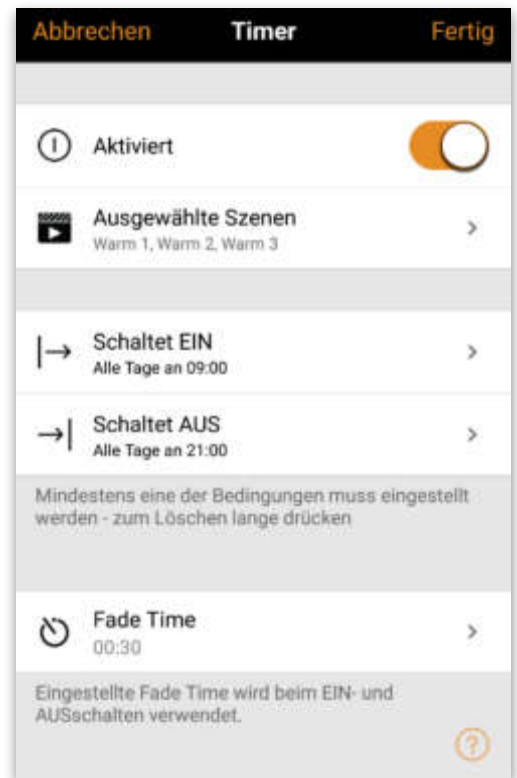 Abbrechen Timer Fertig
Aktiviert
Ausgewählte Szenen
Warm 1, Warm 2, Warm 3
Schaltet EIN
Alle Tage an 09:00
Schaltet AUS
Alle Tage an 21:00
Mindestens eine der Bedingungen muss eingestellt
werden - zum Löschen lange drücken
Fade Time
00:30
Eingestellte Fade Time wird beim EIN- und
AUSschalten verwendet.
?